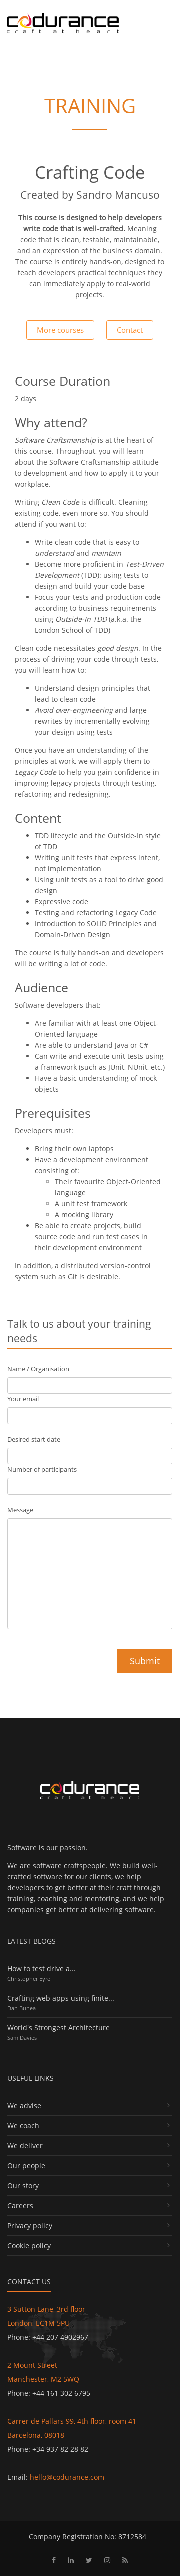 codurance
craft at heart
TRAINING
Crafting Code
Created by Sandro Mancuso
This course is designed to help developers
write code that is well-crafted. Meaning
code that is clean, testable, maintainable,
and an expression of the business domain.
The course is entirely hands-on, designed to
teach developers practical techniques they
can immediately apply to real-world
projects.
More courses
Contact
Course Duration
2 days
Why attend?
Software Craftsmanship is at the heart of
this course. Throughout, you will learn
about the Software Craftsmanship attitude
to development and how to apply it to your
workplace.
Writing Clean Code is difficult. Cleaning
existing code, even more so. You should
attend if you want to:
Write clean code that is easy to
understand and maintain
Become more proficient in Test-Driven
Development (TDD): using tests to
design and build your code base
Focus your tests and production code
according to business requirements
using Outside-In TDD (a.k.a. the
London School of TDD)
Clean code necessitates good design. In the
process of driving your code through tests,
you will learn how to:
Understand design principles that
lead to clean code
Avoid over-engineering and large
rewrites by incrementally evolving
your design using tests
Once you have an understanding of the
principles at work, we will apply them to
Legacy Code to help you gain confidence in
improving legacy projects through testing,
refactoring and redesigning.
Content
TDD lifecycle and the Outside-In style
of TDD
Writing unit tests that express intent,
not implementation
Using unit tests as a tool to drive good
design
Expressive code
Testing and refactoring Legacy Code
Introduction to SOLID Principles and
Domain-Driven Design
The course is fully hands-on and developers
will be writing a lot of code.
Audience
Software developers that:
Are familiar with at least one Object-
Oriented language
Are able to understand Java or C#
Can write and execute unit tests using
a framework (such as JUnit, NUnit, etc.)
Have a basic understanding of mock
objects
Prerequisites
Developers must:
Bring their own laptops
Have a development environment
consisting of:
Their favourite Object-Oriented
language
A unit test framework
A mocking library
Be able to create projects, build
source code and run test cases in
their development environment
In addition, a distributed version-control
system such as Git is desirable.
Talk to us about your training
needs
Name / Organisation
Your email
Desired start date
Number of participants
Message
Submit
codurance
craft at heart
Software is our passion.
We are software craftspeople. We build well-
crafted software for our clients, we help
developers to get better at their craft through
training, coaching and mentoring, and we help
companies get better at delivering software.
LATEST BLOGS
How to test drive a...
Christopher Eyre
Crafting web apps using finite...
Dan Bunea
World's Strongest Architecture
Sam Davies
USEFUL LINKS
We advise
We coach
We deliver
Our people
Our story
Careers
Privacy policy
Cookie policy
CONTACT US
3 Sutton Lane, 3rd floor
London, EC1M 5PU
Phone: +44 207 4902967
2 Mount Street
Manchester, M2 5WQ
Phone: +44 161 302 6795
Carrer de Pallars 99, 4th floor, room 41
Barcelona, 08018
Phone: +34 937 82 28 82
Email: hello@codurance.com
Company Registration No: 8712584